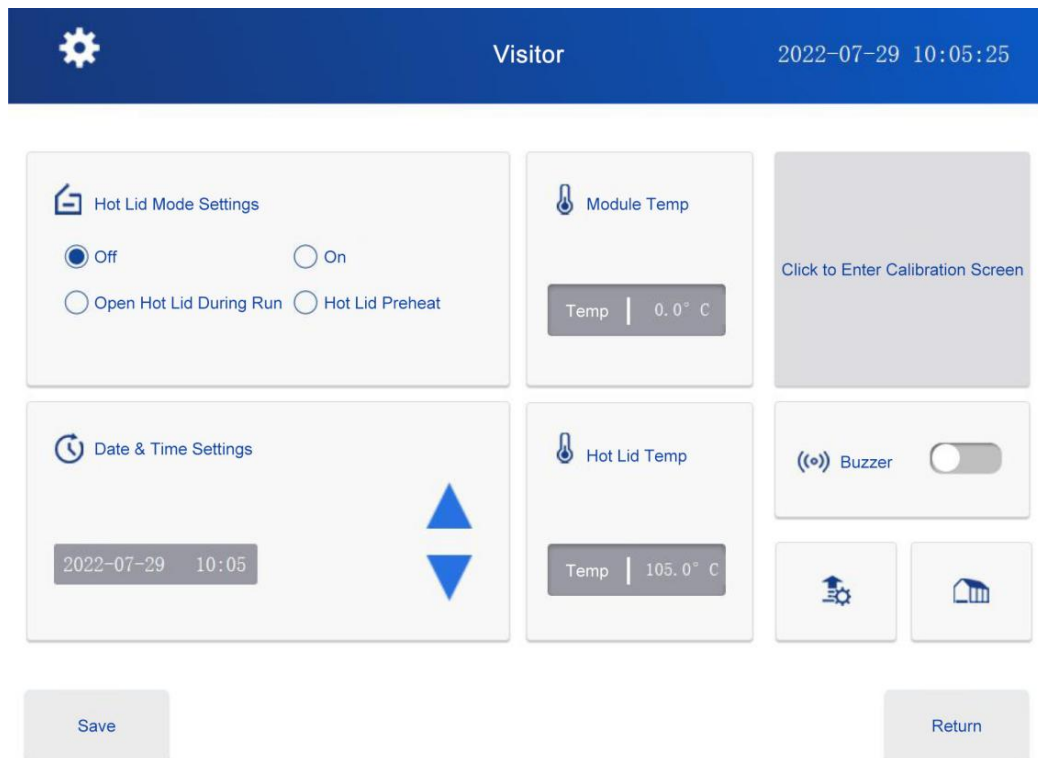 Visitor
2022-07-29 10:05:25
Hot Lid Mode Settings
Off
On
Open Hot Lid During Run
Hot Lid Preheat
Module Temp
Temp 0.0° C
Click to Enter Calibration Screen
Date & Time Settings
2022-07-29 10:05
Hot Lid Temp
Temp 105.0° C
Buzzer
Save
Return